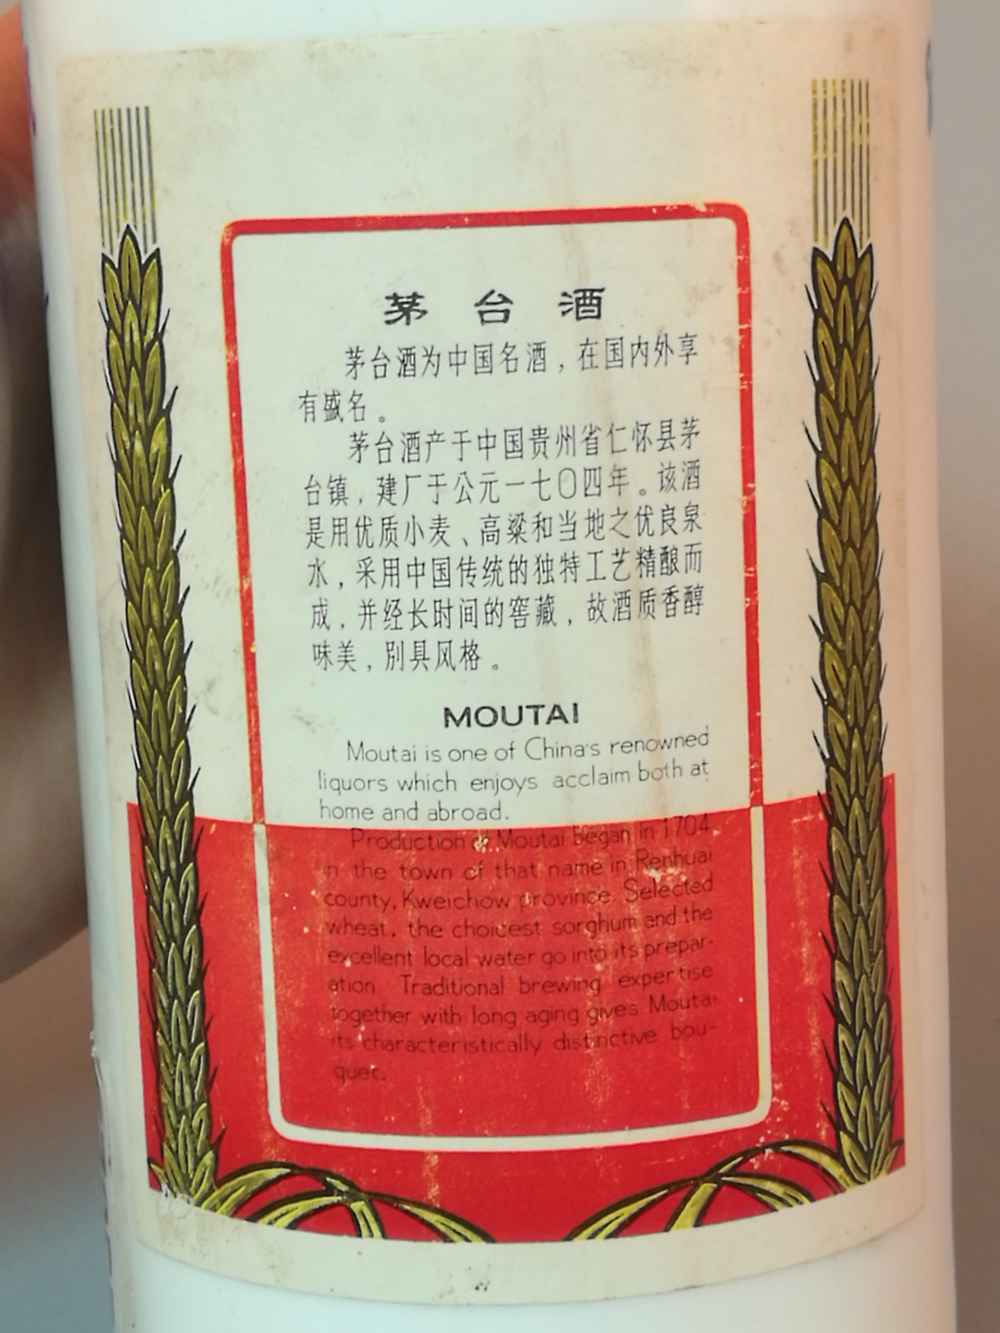 茅台酒
茅台酒为中国名酒，在国内外享
有盛名。
茅台酒产于中国贵州省仁怀县茅
台镇，建厂于公元一七〇四年。该酒
是用优质小麦、高粱和当地之优良泉
水，采用中国传统的独特工艺精酿而
成，并经长时间的窖藏，故酒质香醇
味美，别具风格。
MOUTAI
Moutai is one of China's renowned
liquors which enjoys acclaim both at
home and abroad.
Production of Moutai began in 1704
in the town of that name in Renhuai
county, Kweichow province. Selected
wheat, the choicest sorghum and the
excellent local water go into its prepar-
ation. Traditional brewing expertise
together with long aging gives Moutai
its characteristically distinctive bou-
quet.